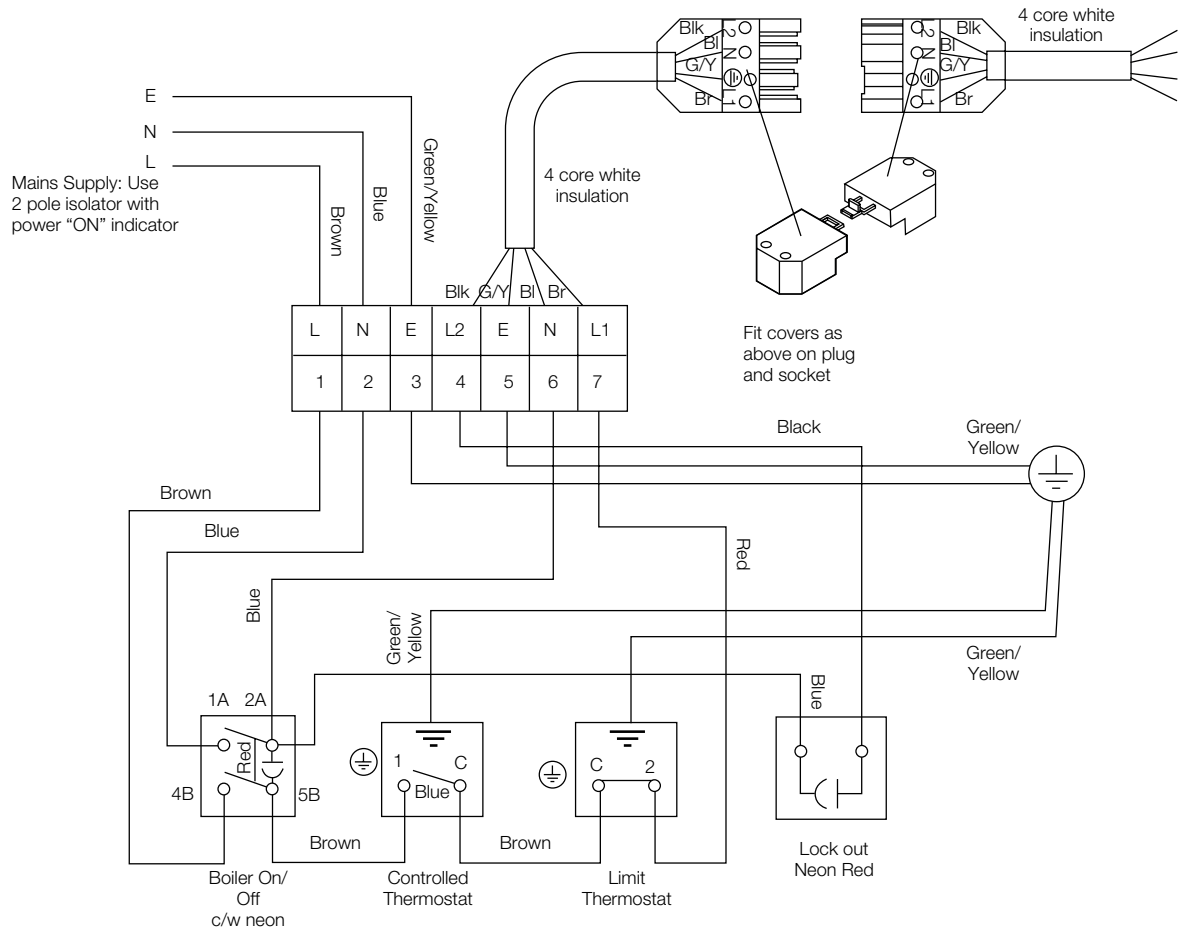 4 core white
insulation
Blk
Bl
G/Y
Br
L2
N
L1
L2
N
L1
Blk
Bl
G/Y
Br
E
N
L
Mains Supply: Use
2 pole isolator with
power “ON” indicator
Brown
Blue
Green/Yellow
4 core white
insulation
Fit covers as
above on plug
and socket
Blk G/Y Bl Br
L N E L2 E N L1
1 2 3 4 5 6 7
Black
Green/
Yellow
Brown
Blue
Red
Blue
Green/
Yellow
Green/
Yellow
Blue
1A 2A
Red
4B 5B
1 C
Blue
C 2
Brown
Brown
Boiler On/
Off
c/w neon
Controlled
Thermostat
Limit
Thermostat
Lock out
Neon Red